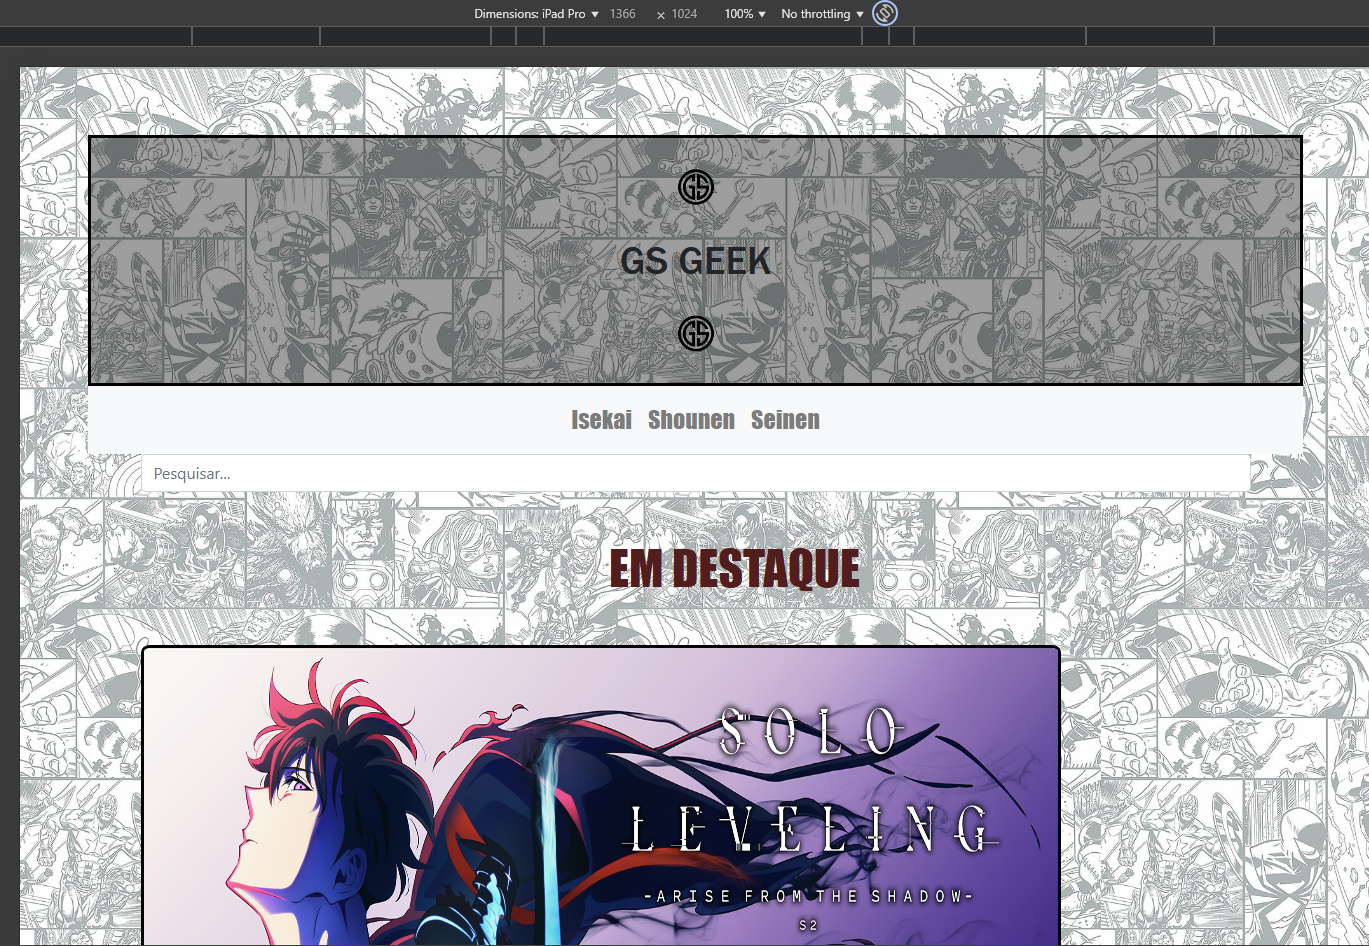 Dimensions: iPad Pro 1366 × 1024 100% No throttling
GS
GS GEEK
GS
Isekai Shounen Seinen
Pesquisar...
EM DESTAQUE
SOLO
LEVELING
-ARISE FROM THE SHADOW-
S2